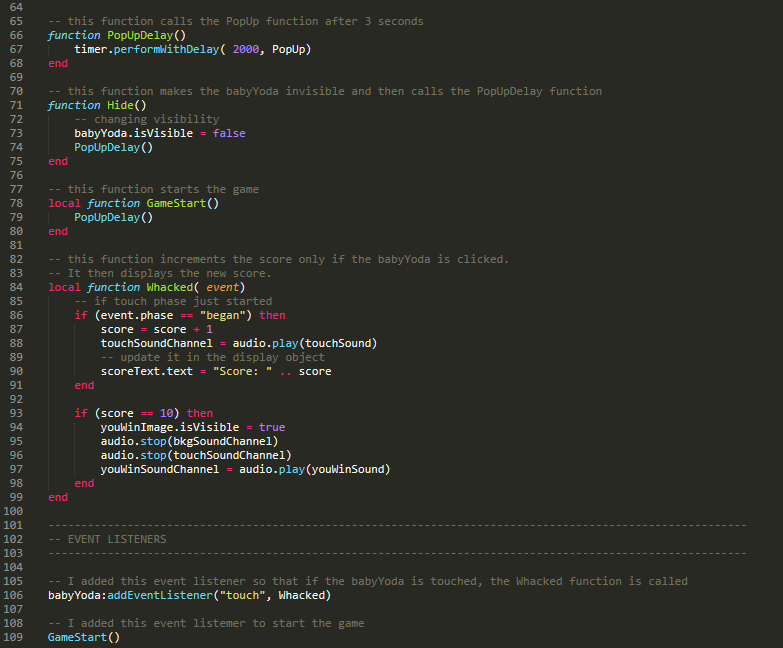 64
65 -- this function calls the PopUp function after 3 seconds
66 function PopUpDelay()
67     timer.performWithDelay( 2000, PopUp)
68 end
69
70 -- this function makes the babyYoda invisible and then calls the PopUpDelay function
71 function Hide()
72     -- changing visibility
73     babyYoda.isVisible = false
74     PopUpDelay()
75 end
76
77 -- this function starts the game
78 local function GameStart()
79     PopUpDelay()
80 end
81
82 -- this function increments the score only if the babyYoda is clicked.
83 -- It then displays the new score.
84 local function Whacked( event)
85     -- if touch phase just started
86     if (event.phase == "began") then
87         score = score + 1
88         touchSoundChannel = audio.play(touchSound)
89         -- update it in the display object
90         scoreText.text = "Score: " .. score
91     end
92
93     if (score == 10) then
94         youWinImage.isVisible = true
95         audio.stop(bkgSoundChannel)
96         audio.stop(touchSoundChannel)
97         youWinSoundChannel = audio.play(youWinSound)
98     end
99 end
100
101 ----------------------------------------------------------------------------------------------------------
102 -- EVENT LISTENERS
103 ----------------------------------------------------------------------------------------------------------
104
105 -- I added this event listener so that if the babyYoda is touched, the Whacked function is called
106 babyYoda:addEventListener("touch", Whacked)
107
108 -- I added this event listemer to start the game
109 GameStart()